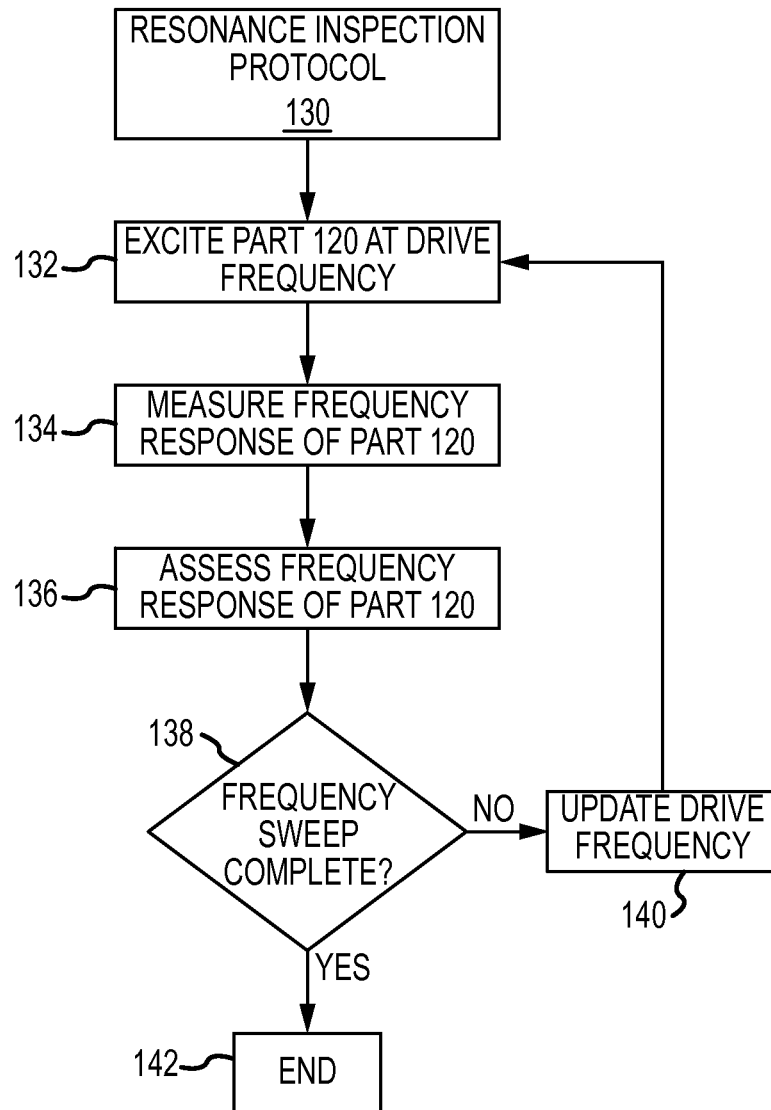 RESONANCE INSPECTION
PROTOCOL
130
132
EXCITE PART 120 AT DRIVE
FREQUENCY
134
MEASURE FREQUENCY
RESPONSE OF PART 120
136
ASSESS FREQUENCY
RESPONSE OF PART 120
138
FREQUENCY
SWEEP
COMPLETE?
NO
UPDATE DRIVE
FREQUENCY
140
YES
142
END